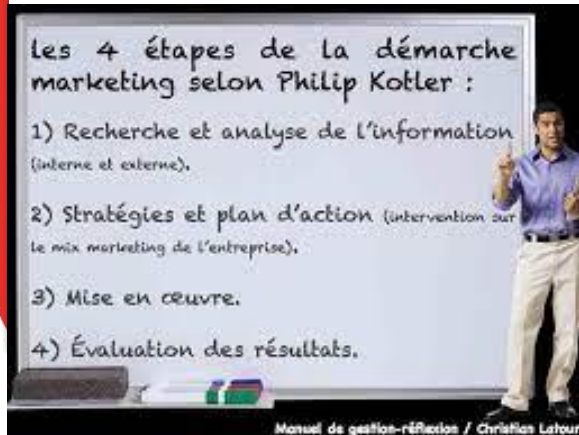 les 4 étapes de la démarche
marketing selon Philip Kotler :
1) Recherche et analyse de l'information
(interne et externe).
2) Stratégies et plan d'action (intervention sur
le mix marketing de l'entreprise).
3) Mise en œuvre.
4) Évaluation des résultats.
Manuel de gestion-réflexion / Christian Latour